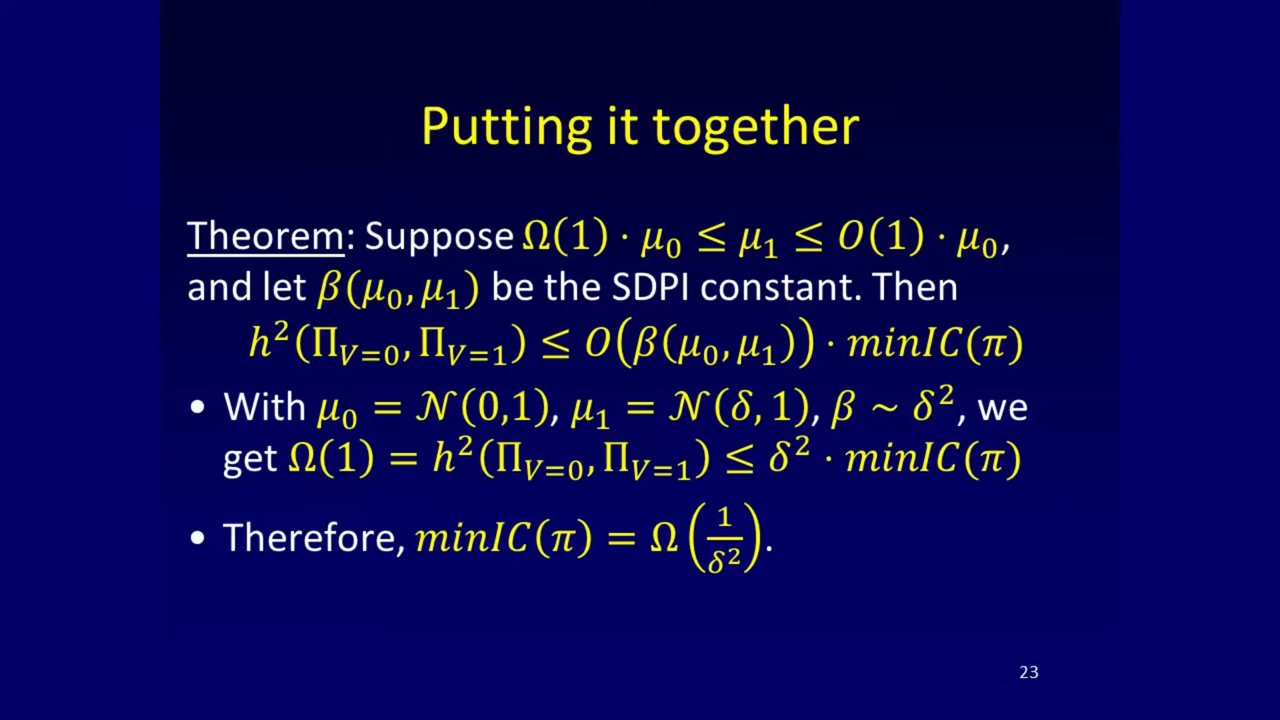 Putting it together
Theorem: Suppose Ω(1) · μ₀ ≤ μ₁ ≤ O(1) · μ₀,
and let β(μ₀, μ₁) be the SDPI constant. Then
h²(Π_{V=0}, Π_{V=1}) ≤ O(β(μ₀, μ₁)) · minIC(π)
• With μ₀ = 𝒩(0,1), μ₁ = 𝒩(δ, 1), β ~ δ², we
get Ω(1) = h²(Π_{V=0}, Π_{V=1}) ≤ δ² · minIC(π)
• Therefore, minIC(π) = Ω(1/δ²).
23